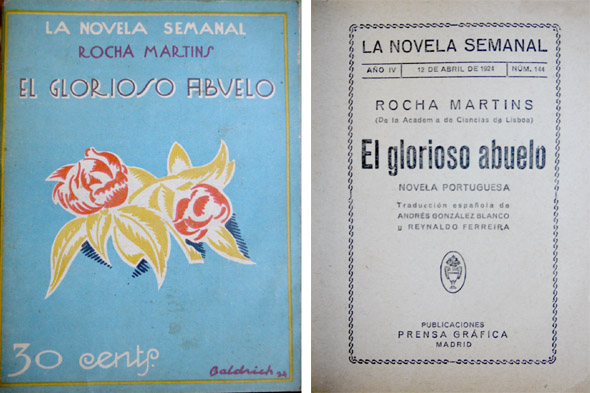 LA NOVELA SEMANAL
ROCHA MARTINS
EL GLORIOSO ABUELO
30 cents.
Baldrich 24
LA NOVELA SEMANAL
AÑO IV 12 DE ABRIL DE 1924 NÚM. 144
ROCHA MARTINS
(De la Academia de Ciencias de Lisboa)
El glorioso abuelo
NOVELA PORTUGUESA
Traducción española de
ANDRÉS GONZÁLEZ BLANCO
y REYNALDO FERREIRA
PUBLICACIONES
PRENSA GRÁFICA
MADRID